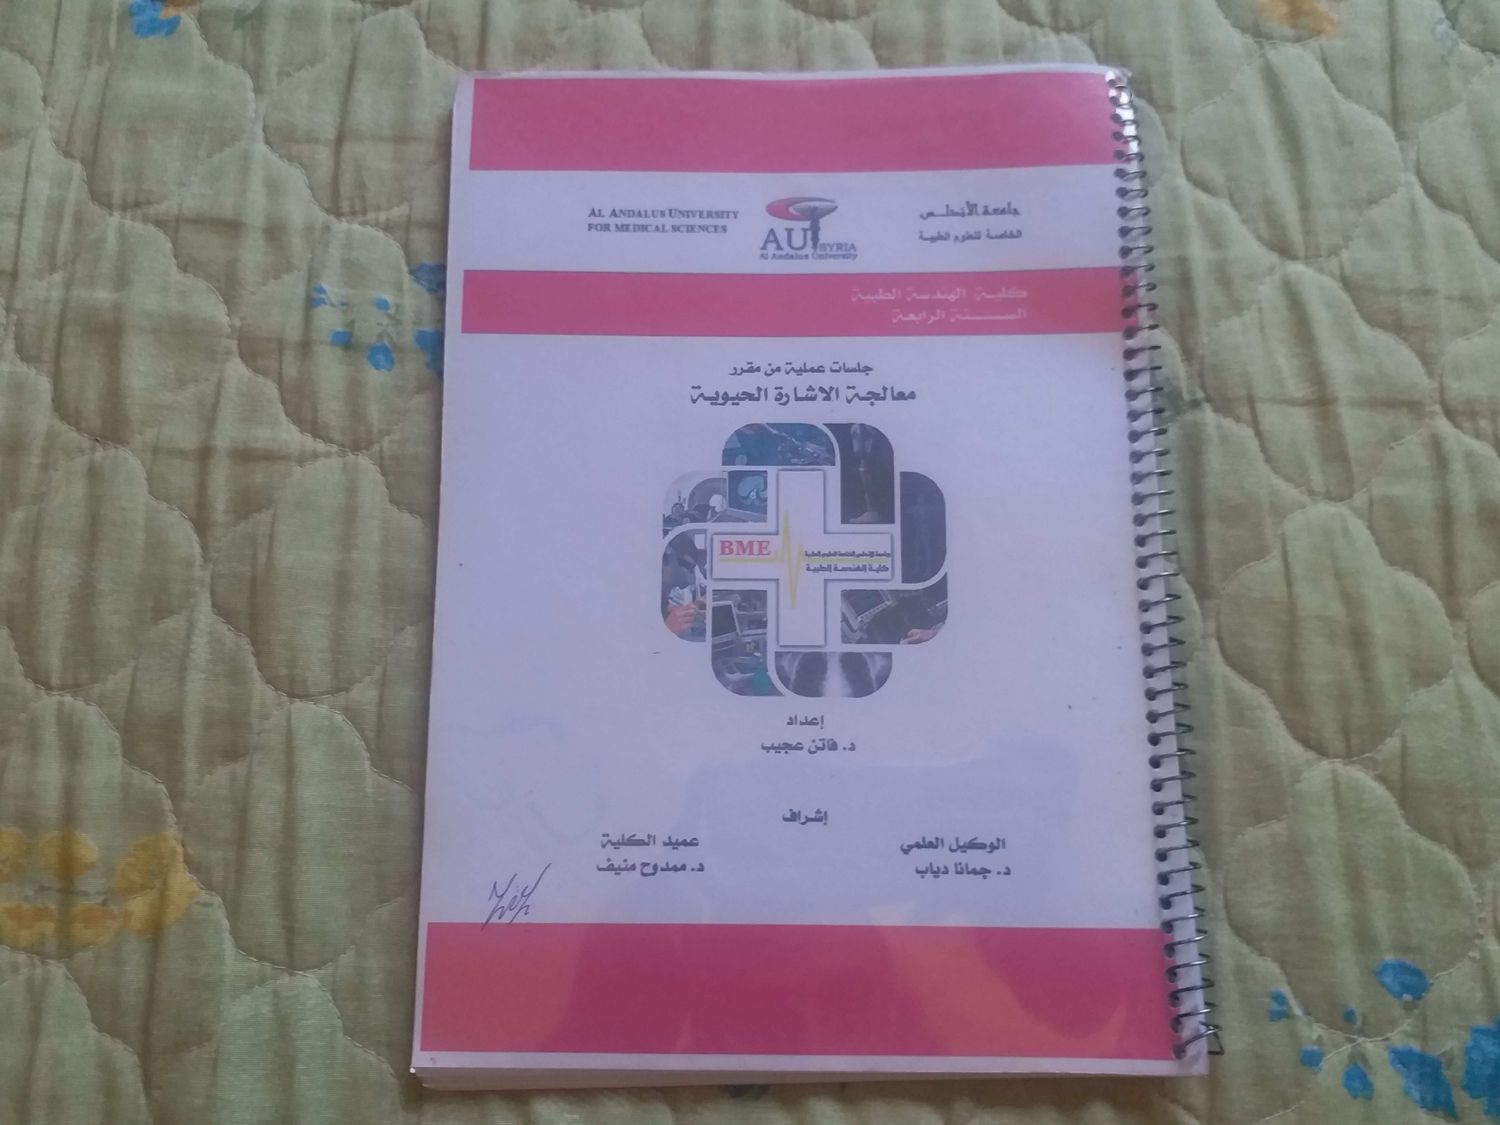 AL ANDALUS UNIVERSITY
FOR MEDICAL SCIENCES
AU SYRIA
Al Andalus University
جامعة الأندلس
الخاصة للعلوم الطبية
كلية الهندسة الطبية
السنة الرابعة
جلسات عملية من مقرر
معالجة الاشارة الحيوية
BME
جامعة الأندلس الخاصة للعلوم الطبية
كلية الهندسة الطبية
إعداد
د. فاتن عجيب
إشراف
الوكيل العلمي
د. جمانا دياب
عميد الكلية
د. ممدوح منيف